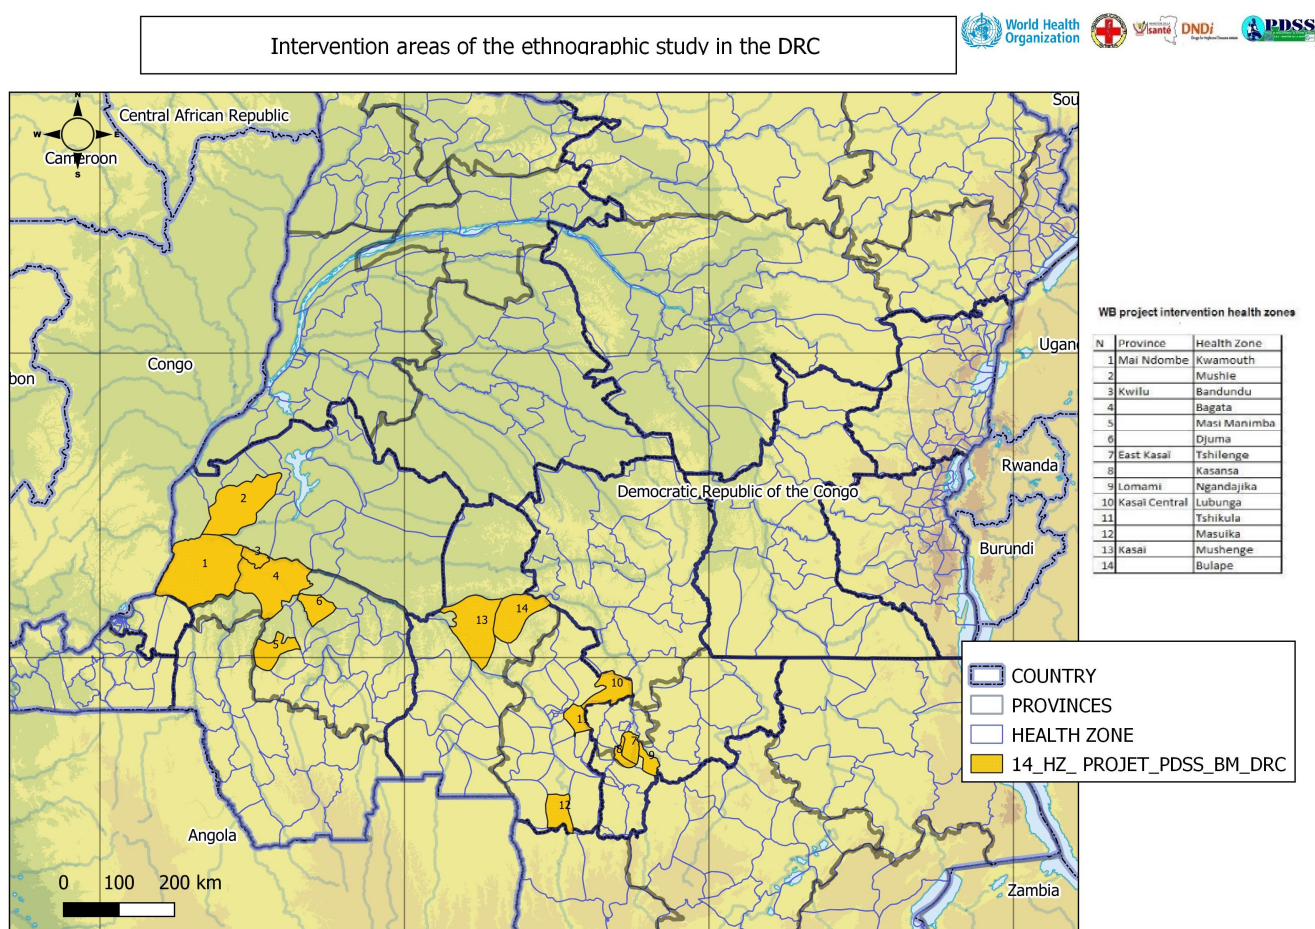 Intervention areas of the ethnographic study in the DRC
World Health
Organization
santé
DNDi
PDSS
N
W
E
S
Central African Republic
Cameroon
Sou
Congo
bon
Ugan
Rwanda
Democratic Republic of the Congo
Burundi
Angola
Zambia
2
1
3
4
6
5
13
14
10
1
7
8
9
12
0 100 200 km
WB project intervention health zones
N Province Health Zone
1 Mai Ndombe Kwamouth
2 Mushie
3 Kwilu Bandundu
4 Bagata
5 Masi Manimba
6 Djuma
7 East Kasaï Tshilenge
8 Kasansa
9 Lomami Ngandajika
10 Kasaï Central Lubunga
11 Tshikula
12 Masuika
13 Kasai Mushenge
14 Bulape
COUNTRY
PROVINCES
HEALTH ZONE
14_HZ_ PROJET_PDSS_BM_DRC